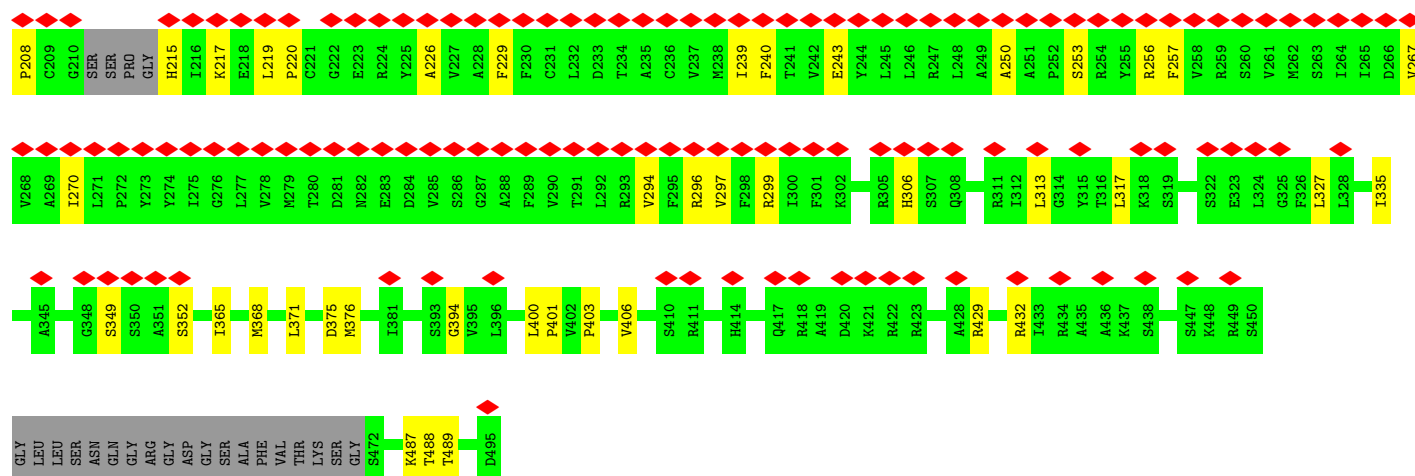 P208 C209 G210 SER SER PRO GLY H215 I216 K217 E218 L219 P220 C221 G222 E223 R224 Y225 A226 V227 A228 F229 F230 C231 L232 D233 T234 A235 C236 V237 M238 I239 F240 T241 V242 E243 Y244 L245 L246 R247 L248 A249 A250 A251 P252 S253 R254 Y255 R256 F257 V258 R259 S260 V261 M262 S263 I264 I265 D266 V267
V268 A269 I270 L271 P272 Y273 Y274 I275 G276 L277 V278 M279 T280 D281 N282 E283 D284 V285 S286 G287 A288 F289 V290 T291 L292 R293 V294 F295 R296 V297 F298 R299 I300 F301 K302 R305 H306 S307 Q308 R311 I312 L313 G314 Y315 T316 L317 K318 S319 S322 E323 L324 G325 F326 L327 L328 I335
A345 G348 S349 S350 A351 S352 I365 M368 L371 D375 M376 I381 S393 G394 V395 L396 L400 P401 V402 P403 V406 S410 R411 H414 Q417 R418 A419 D420 K421 R422 R423 A428 R429 R432 I433 R434 A435 A436 K437 S438 S447 K448 R449 S450
GLY LEU LEU SER ASN GLN GLY ARG GLY ASP GLY SER ALA PHE VAL THR LYS SER GLY S472 K487 T488 T489 D495